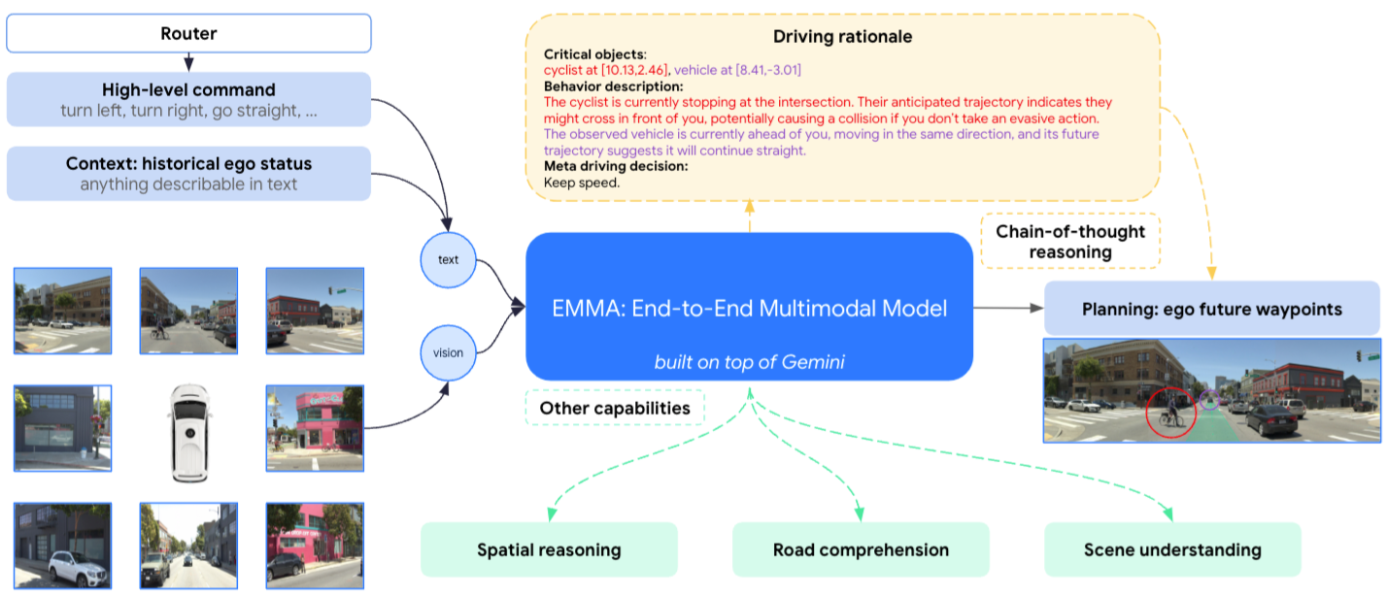 Router
High-level command
turn left, turn right, go straight, ...
Context: historical ego status
anything describable in text
text
vision
Driving rationale
Critical objects:
cyclist at [10.13,2.46], vehicle at [8.41,-3.01]
Behavior description:
The cyclist is currently stopping at the intersection. Their anticipated trajectory indicates they
might cross in front of you, potentially causing a collision if you don't take an evasive action.
The observed vehicle is currently ahead of you, moving in the same direction, and its future
trajectory suggests it will continue straight.
Meta driving decision:
Keep speed.
Chain-of-thought
reasoning
EMMA: End-to-End Multimodal Model
built on top of Gemini
Planning: ego future waypoints
Other capabilities
Spatial reasoning
Road comprehension
Scene understanding